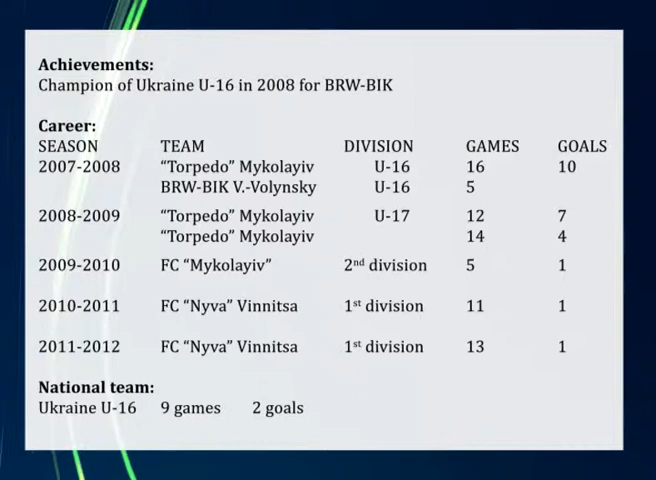 Achievements:
Champion of Ukraine U-16 in 2008 for BRW-BIK
Career:
SEASON TEAM DIVISION GAMES GOALS
2007-2008 “Torpedo” Mykolayiv U-16 16 10
BRW-BIK V.-Volynsky U-16 5
2008-2009 “Torpedo” Mykolayiv U-17 12 7
“Torpedo” Mykolayiv 14 4
2009-2010 FC “Mykolayiv” 2nd division 5 1
2010-2011 FC “Nyva” Vinnitsa 1st division 11 1
2011-2012 FC “Nyva” Vinnitsa 1st division 13 1
National team:
Ukraine U-16 9 games 2 goals